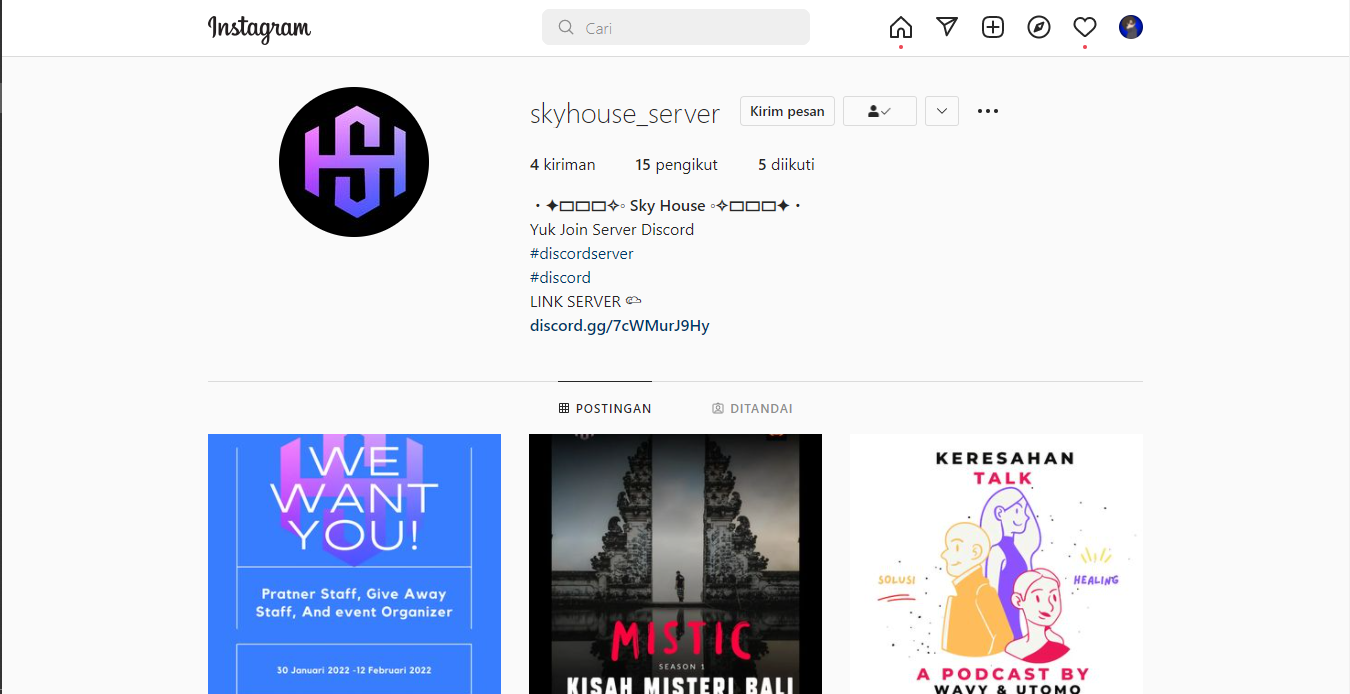 Instagram
Cari
skyhouse_server
Kirim pesan
4 kiriman
15 pengikut
5 diikuti
・✦▭▭▭✧◦ Sky House ◦✧▭▭▭✦・
Yuk Join Server Discord
#discordserver
#discord
LINK SERVER
discord.gg/7cWMurJ9Hy
POSTINGAN
DITANDAI
WE
WANT
YOU!
Pratner Staff, Give Away
Staff, And event Organizer
30 Januari 2022 -12 Februari 2022
MISTIC
SEASON 1
KISAH MISTERI BALI
KERESAHAN
TALK
SOLUSI
HEALING
A PODCAST BY
WAVY & UTOMO